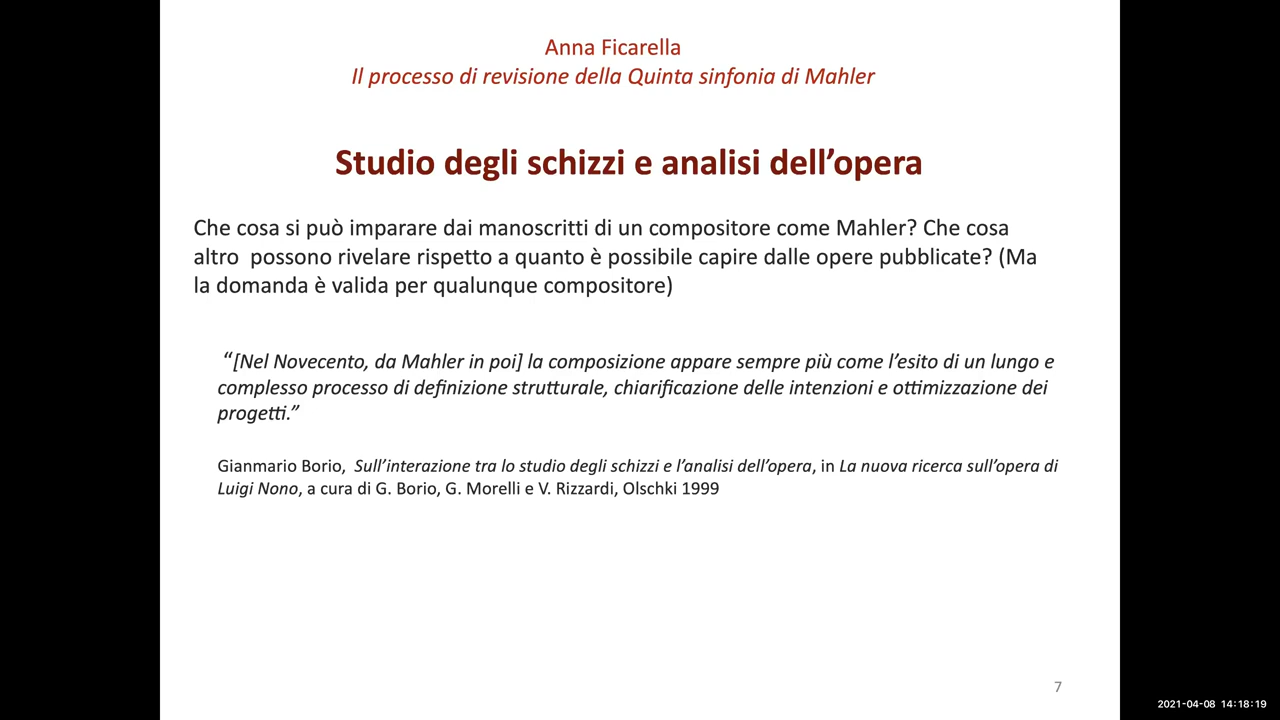 Anna Ficarella
Il processo di revisione della Quinta sinfonia di Mahler
Studio degli schizzi e analisi dell’opera
Che cosa si può imparare dai manoscritti di un compositore come Mahler? Che cosa
altro  possono rivelare rispetto a quanto è possibile capire dalle opere pubblicate? (Ma
la domanda è valida per qualunque compositore)
“[Nel Novecento, da Mahler in poi] la composizione appare sempre più come l’esito di un lungo e
complesso processo di definizione strutturale, chiarificazione delle intenzioni e ottimizzazione dei
progetti.”
Gianmario Borio,  Sull’interazione tra lo studio degli schizzi e l’analisi dell’opera, in La nuova ricerca sull’opera di
Luigi Nono, a cura di G. Borio, G. Morelli e V. Rizzardi, Olschki 1999
7
2021-04-08 14:18:19